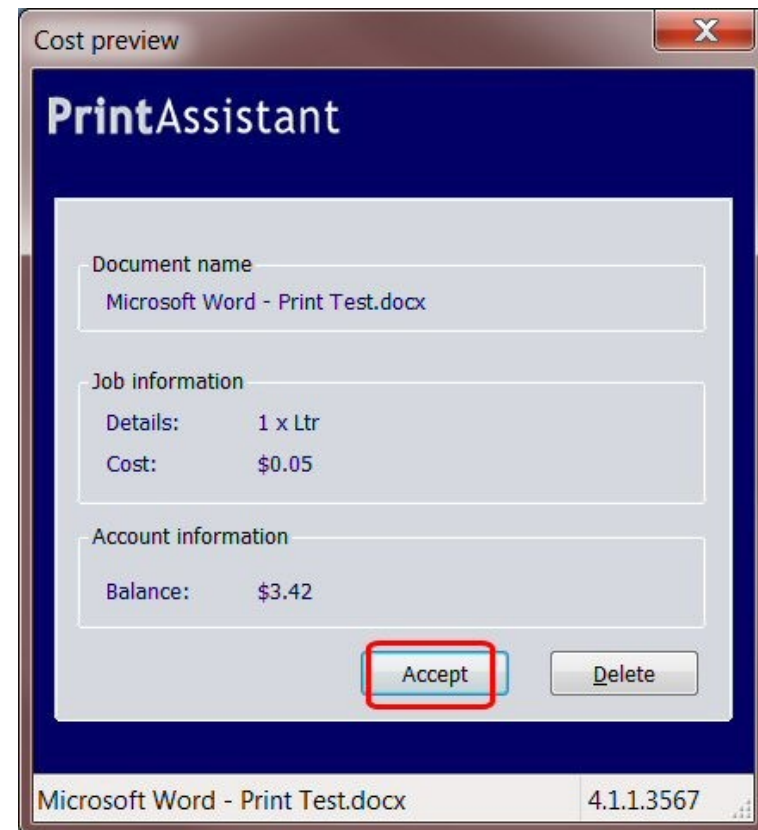 Cost preview
X
PrintAssistant
Document name
Microsoft Word - Print Test.docx
Job information
Details: 1 x Ltr
Cost: $0.05
Account information
Balance: $3.42
Accept Delete
Microsoft Word - Print Test.docx 4.1.1.3567